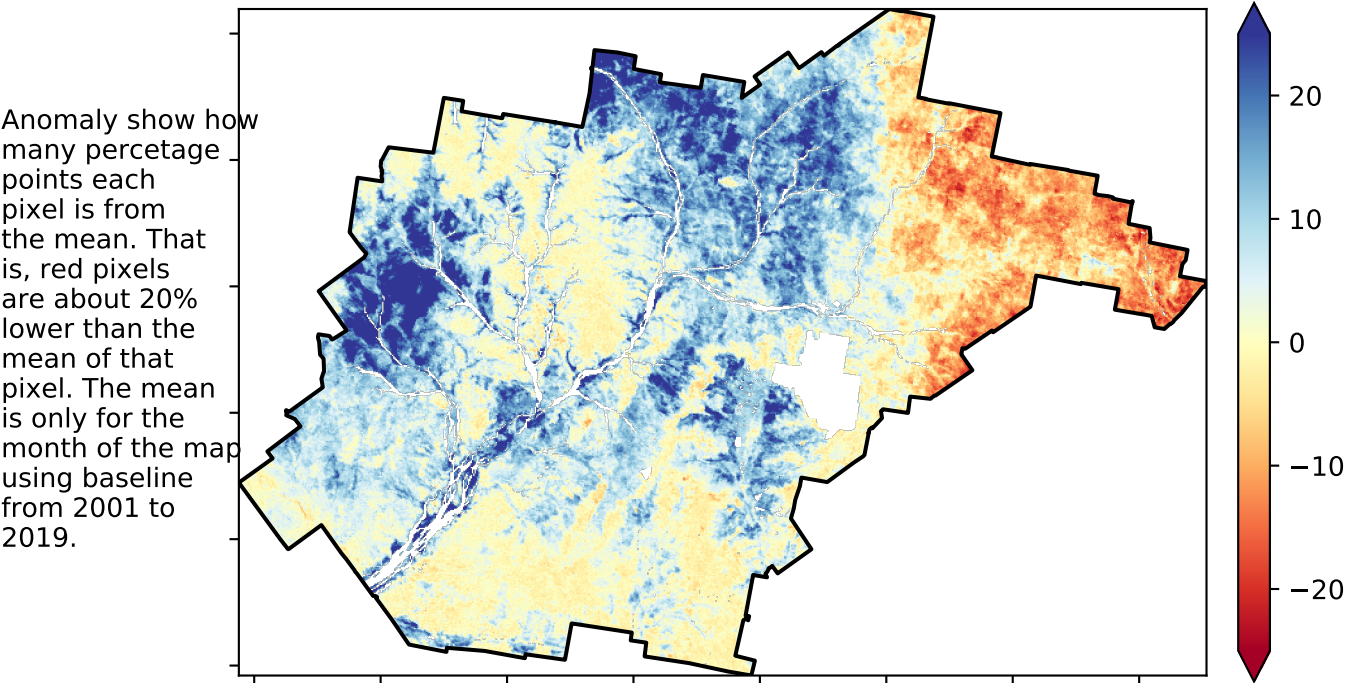 Anomaly show how
many percetage
points each
pixel is from
the mean. That
is, red pixels
are about 20%
lower than the
mean of that
pixel. The mean
is only for the
month of the map
using baseline
from 2001 to
2019.
20
10
0
−10
−20